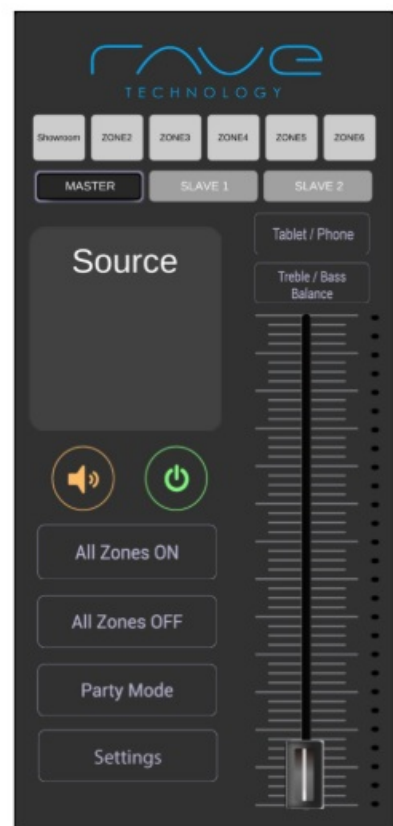 rave
TECHNOLOGY
Showroom ZONE2 ZONE3 ZONE4 ZONE5 ZONE6
MASTER SLAVE 1 SLAVE 2
Tablet / Phone
Source
Treble / Bass
Balance
All Zones ON
All Zones OFF
Party Mode
Settings